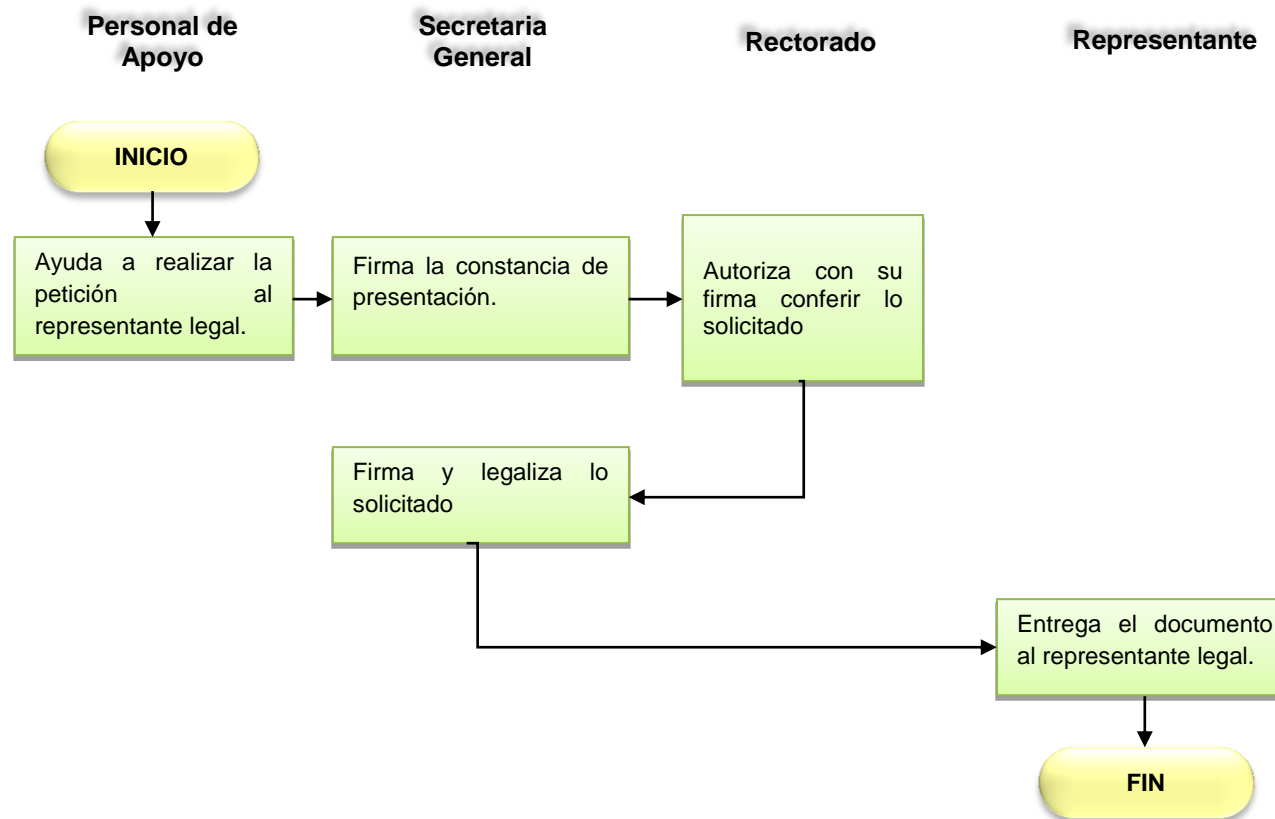 Personal de
Apoyo
Secretaria
General
Rectorado
Representante
INICIO
Ayuda a realizar la
petición al
representante legal.
Firma la constancia de
presentación.
Autoriza con su
firma conferir lo
solicitado
Firma y legaliza lo
solicitado
Entrega el documento
al representante legal.
FIN